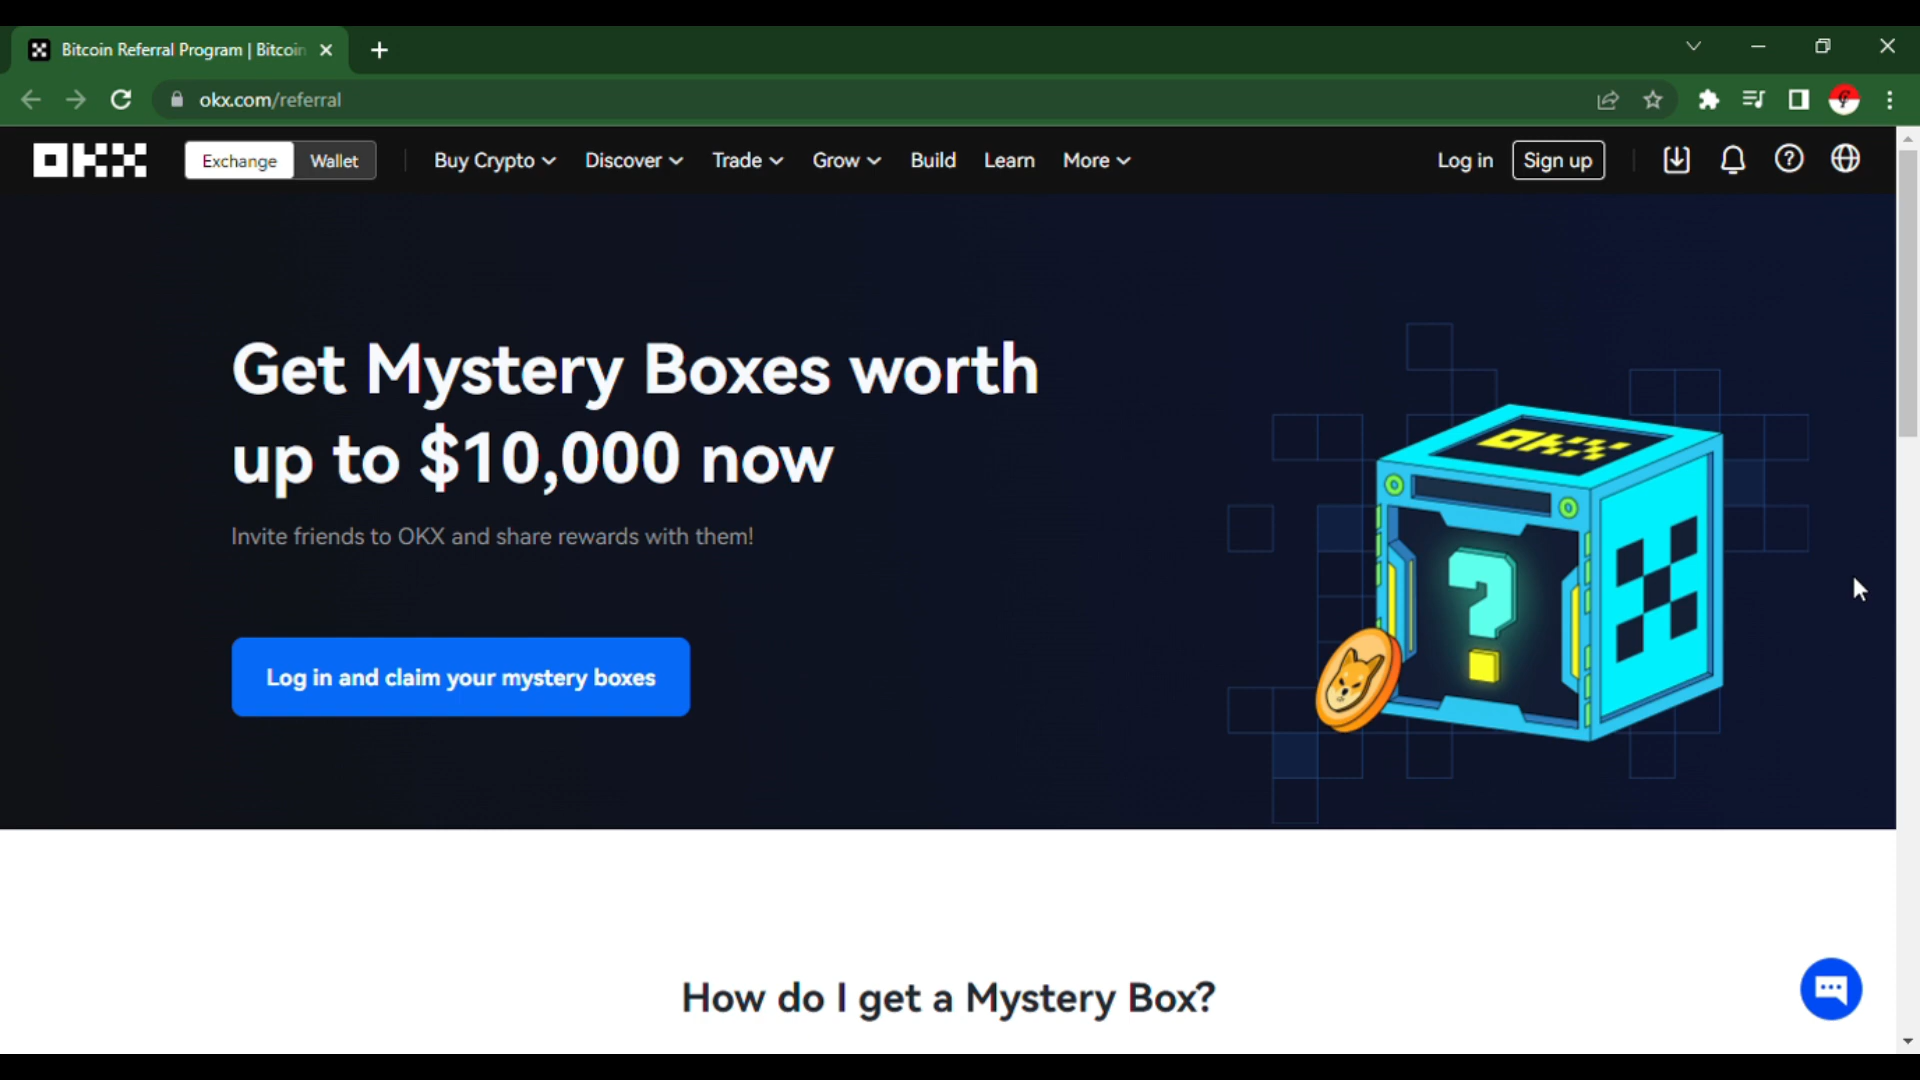 Bitcoin Referral Program | Bitcoin
okx.com/referral
OKX
Exchange
Wallet
Buy Crypto
Discover
Trade
Grow
Build
Learn
More
Log in
Sign up
Get Mystery Boxes worth
up to $10,000 now
Invite friends to OKX and share rewards with them!
Log in and claim your mystery boxes
OKX
?
How do I get a Mystery Box?